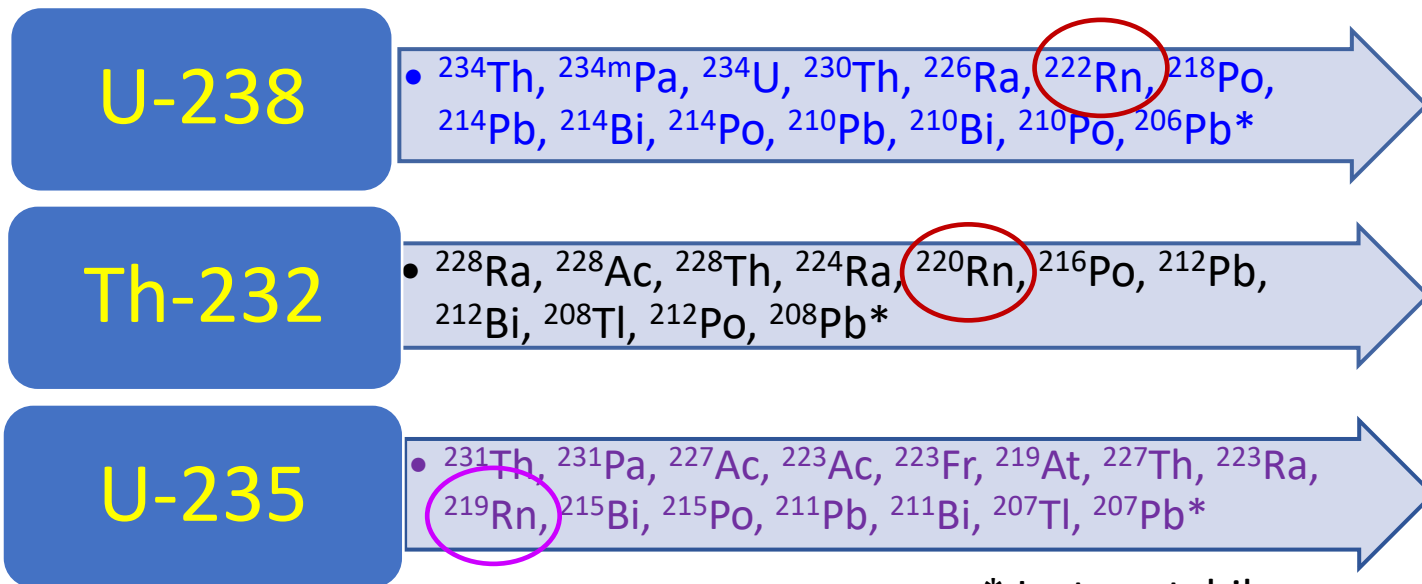 U-238
• ²³⁴Th, ²³⁴ᵐPa, ²³⁴U, ²³⁰Th, ²²⁶Ra, ²²²Rn, ²¹⁸Po,
²¹⁴Pb, ²¹⁴Bi, ²¹⁴Po, ²¹⁰Pb, ²¹⁰Bi, ²¹⁰Po, ²⁰⁶Pb*
Th-232
• ²²⁸Ra, ²²⁸Ac, ²²⁸Th, ²²⁴Ra, ²²⁰Rn, ²¹⁶Po, ²¹²Pb,
²¹²Bi, ²⁰⁸Tl, ²¹²Po, ²⁰⁸Pb*
U-235
• ²³¹Th, ²³¹Pa, ²²⁷Ac, ²²³Ac, ²²³Fr, ²¹⁹At, ²²⁷Th, ²²³Ra,
²¹⁹Rn, ²¹⁵Bi, ²¹⁵Po, ²¹¹Pb, ²¹¹Bi, ²⁰⁷Tl, ²⁰⁷Pb*